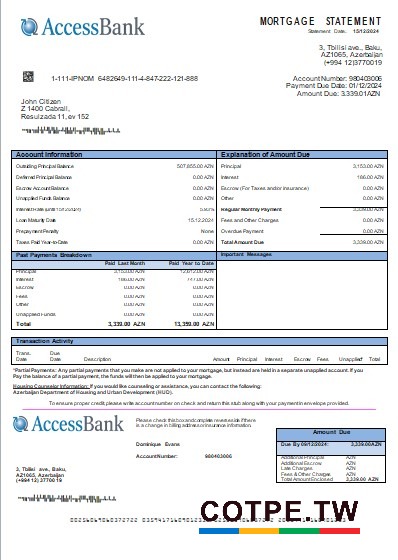 AccessBank
MORTGAGE STATEMENT
Statement Date: 15/12/2024
3, Tbilisi ave., Baku,
AZ1065, Azerbaijan
(+994 12)3770019
1-111-IPNOM 6482649-111-4-847-222-121-888
Account Number: 980403006
Payment Due Date: 01/12/2024
Amount Due: 3,339.01AZN
John Citizen
Z 1400 Cabrail,
Resulzada 11,ev 152
Account Information
Outsding Principal Balance 507,855.00 AZN
Deferred Principal Balance 0.00 AZN
Escrow Account Balance 0.00 AZN
Unapplied Funds Balance 0.00 AZN
Interest Rate (until 15.12.2024)
Loan Maturity Date 15.12.2024
Prepayment Penalty None
Taxes Paid Year-to-Date 0.00 AZN
Explanation of Amount Due
Principal 3,153.00 AZN
Interest 186.00 AZN
Escrow (For Taxes and/or Insurance) 0.00 AZN
Other 0.00 AZN
Regular Monthly Payment 3,339.00 AZN
Fees and Other Charges 0.00 AZN
Overdue Payment 0.00 AZN
Total Amount Due 3,339.00 AZN
Past Payments Breakdown
Paid Last Month Paid Year to Date
Principal 3,153.00 AZN 12,612.00 AZN
Interest 186.00 AZN 747.00 AZN
Escrow 0.00 AZN 0.00 AZN
Fees 0.00 AZN 0.00 AZN
Other 0.00 AZN 0.00 AZN
Unapplied Funds 0.00 AZN 0.00 AZN
Total 3,339.00 AZN 13,359.00 AZN
Important Messages
Transaction Activity
Trans. Date Due Date Description Amount Principal Interest Escrow Fees Unapplied* Total
*Partial Payments: Any partial payments that you make are not applied to your mortgage, but instead are held in a separate unapplied account. If you
Pay the balance of a partial payment, the funds will then be applied to your mortgage.
Housing Counselor Information: If you would like counseling or assistance, you can contact the following:
Azerbaijan Department of Housing and Urban Development (HUD).
To ensure proper credit please write account number on check and return this stub along with your payment in envelope provided.
AccessBank
Please check this box and complete reverse side if there
is a change in billing address or insurance information
Dominique Evans
Account Number: 980403006
3, Tbilisi ave., Baku,
AZ1065, Azerbaijan
(+994 12) 3770019
Amount Due
Due By 09/12/2024: 3,339.00AZN
Additional Principal AZN
Additional Escrow AZN
Late Charges AZN
Fees & Other Charges AZN
Total Amount Enclosed 3,339.00 AZN
COTPE.TW